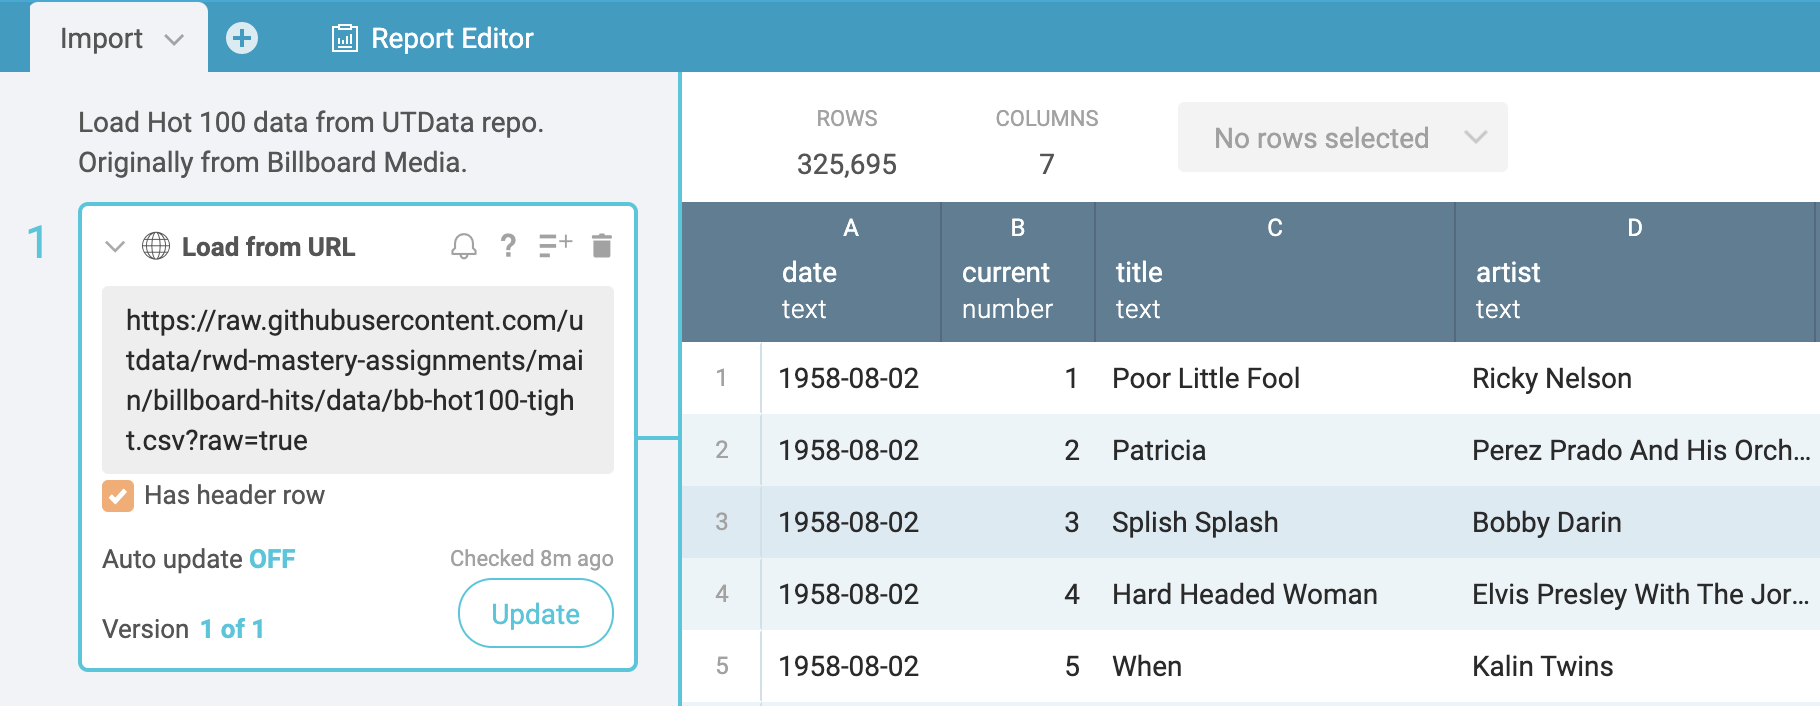 Import
Report Editor
Load Hot 100 data from UTData repo.
Originally from Billboard Media.
1
Load from URL
?
https://raw.githubusercontent.com/u
tdata/rwd-mastery-assignments/mai
n/billboard-hits/data/bb-hot100-tigh
t.csv?raw=true
Has header row
Auto update OFF
Checked 8m ago
Version 1 of 1
Update
ROWS COLUMNS
325,695 7
No rows selected
A B C D
date current title artist
text number text text
1 1958-08-02 1 Poor Little Fool Ricky Nelson
2 1958-08-02 2 Patricia Perez Prado And His Orch...
3 1958-08-02 3 Splish Splash Bobby Darin
4 1958-08-02 4 Hard Headed Woman Elvis Presley With The Jor...
5 1958-08-02 5 When Kalin Twins